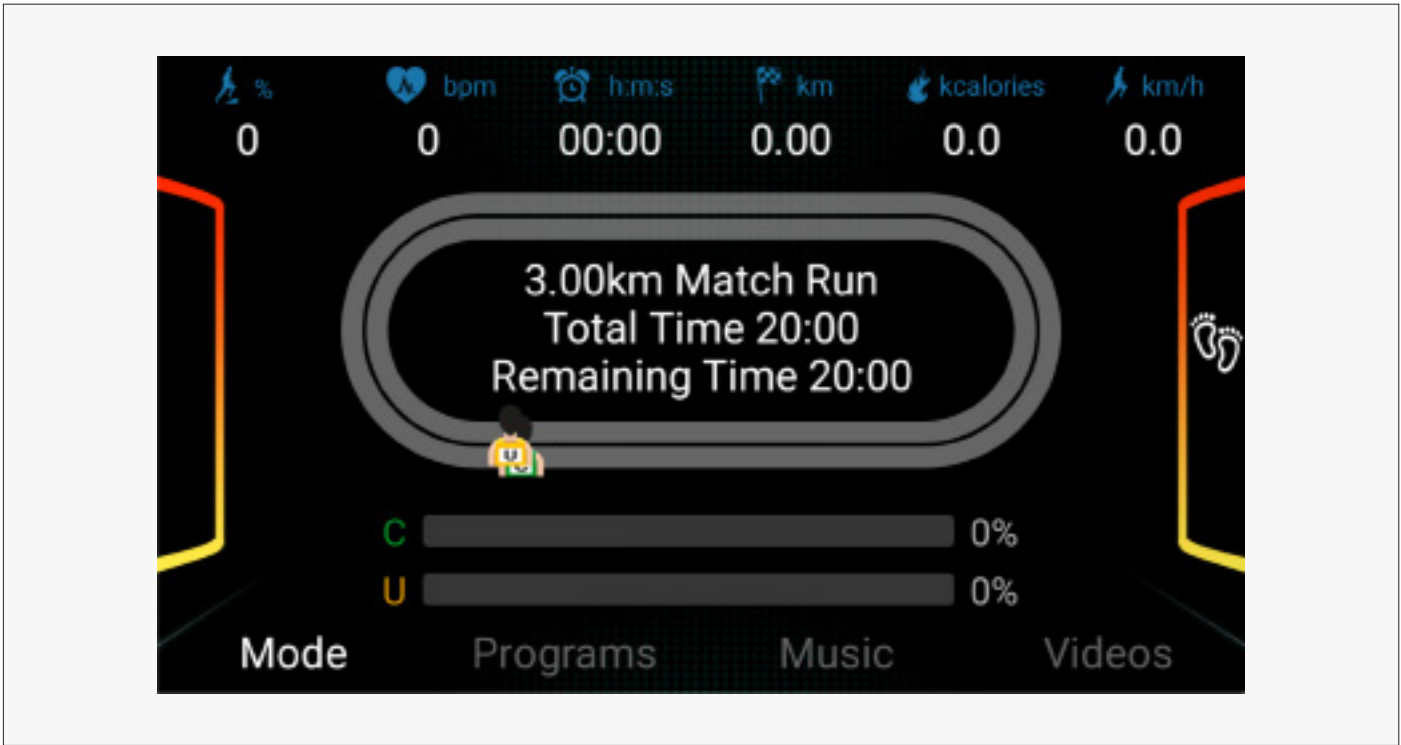 % bpm h:m:s km kcalories km/h
0 0 00:00 0.00 0.0 0.0
3.00km Match Run
Total Time 20:00
Remaining Time 20:00
U
C 0%
U 0%
Mode Programs Music Videos